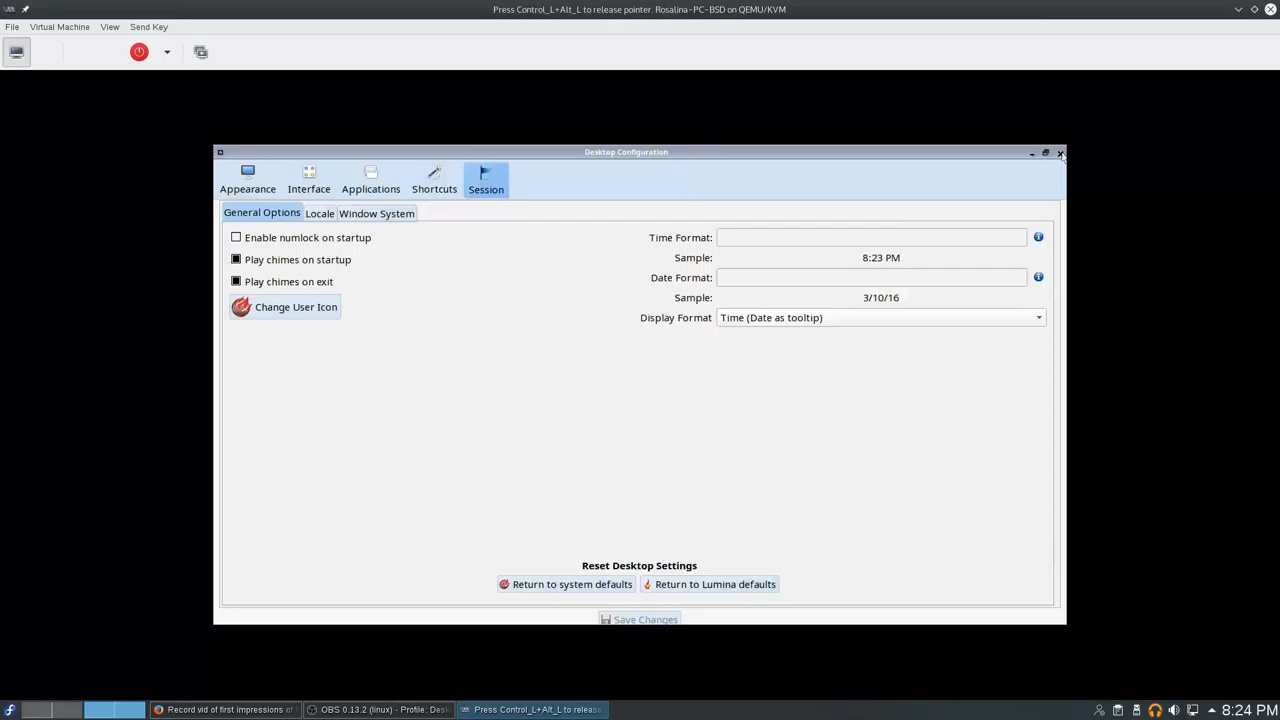 Press Control_L+Alt_L to release pointer. Rosalina-PC-BSD on QEMU/KVM
File Virtual Machine View Send Key
Desktop Configuration
Appearance Interface Applications Shortcuts Session
General Options Locale Window System
Enable numlock on startup Time Format:
Play chimes on startup Sample: 8:23 PM
Play chimes on exit Date Format:
Change User Icon Sample: 3/10/16
Display Format Time (Date as tooltip)
Reset Desktop Settings
Return to system defaults Return to Lumina defaults
Save Changes
Record vid of first impressions of OBS 0.13.2 (linux) - Profile: Desk Press Control_L+Alt_L to release 8:24 PM